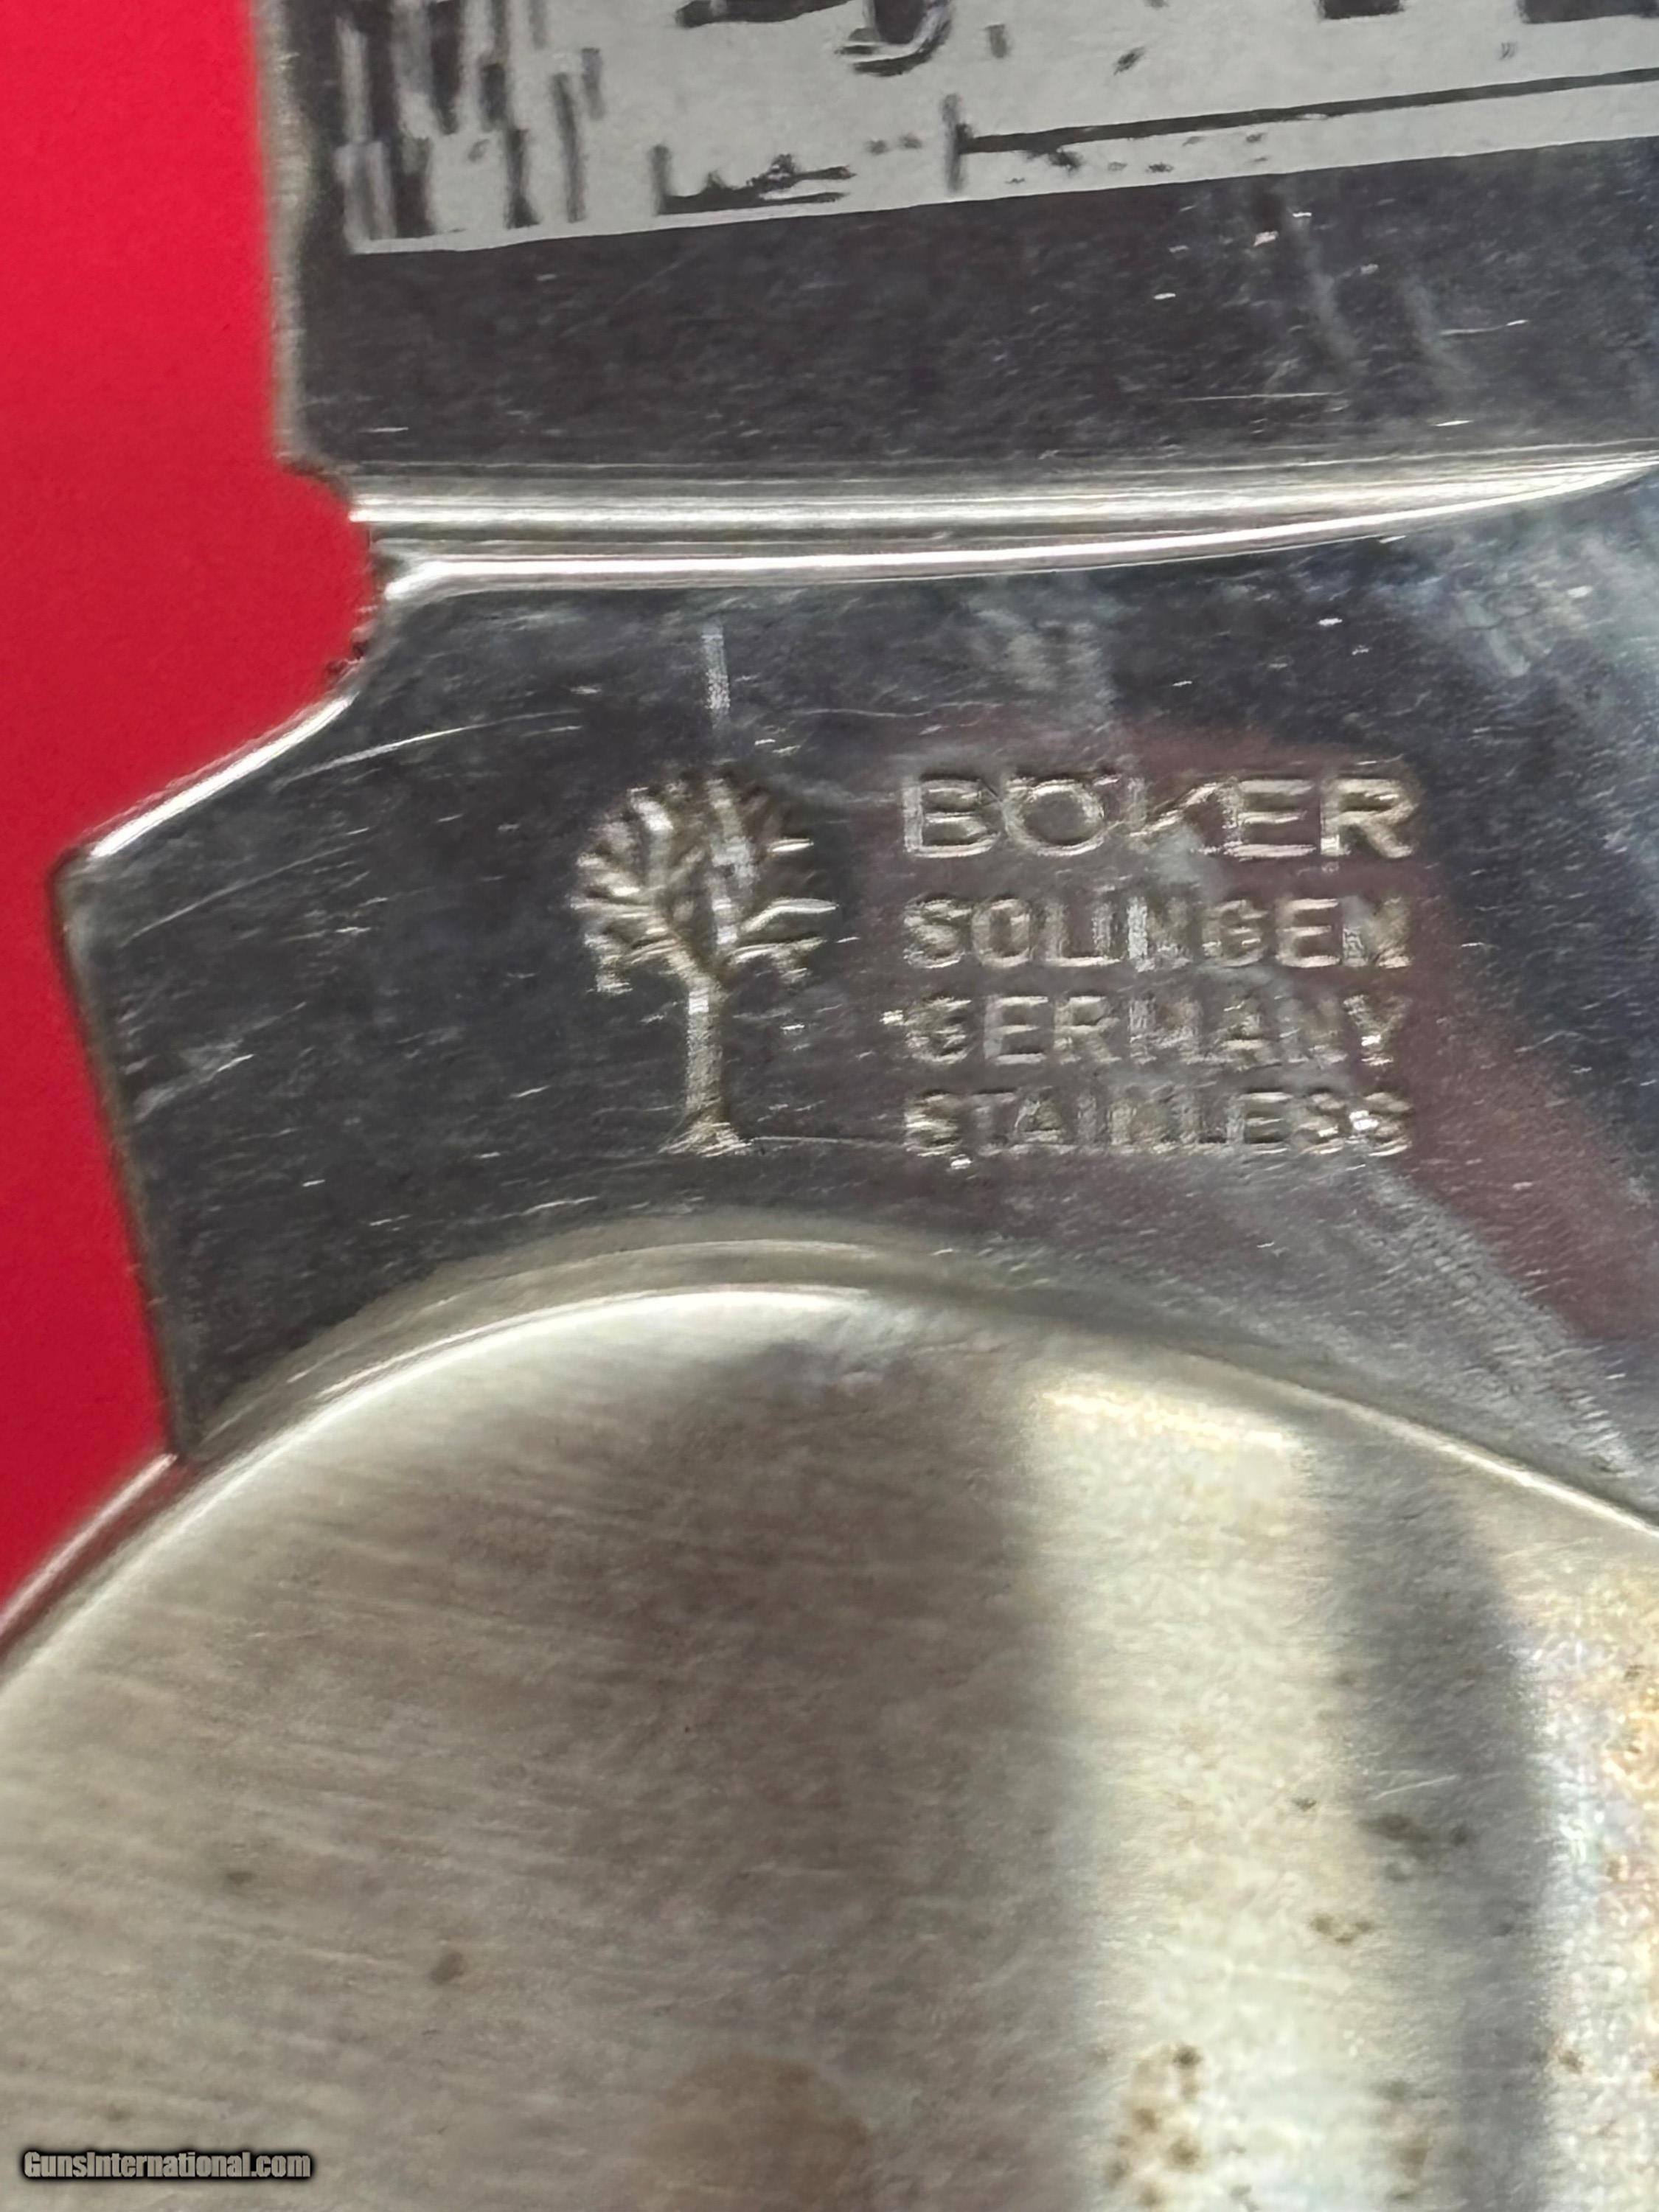 BÖKER
SOLINGEN
GERMANY
STAINLESS
GunsInternational.com